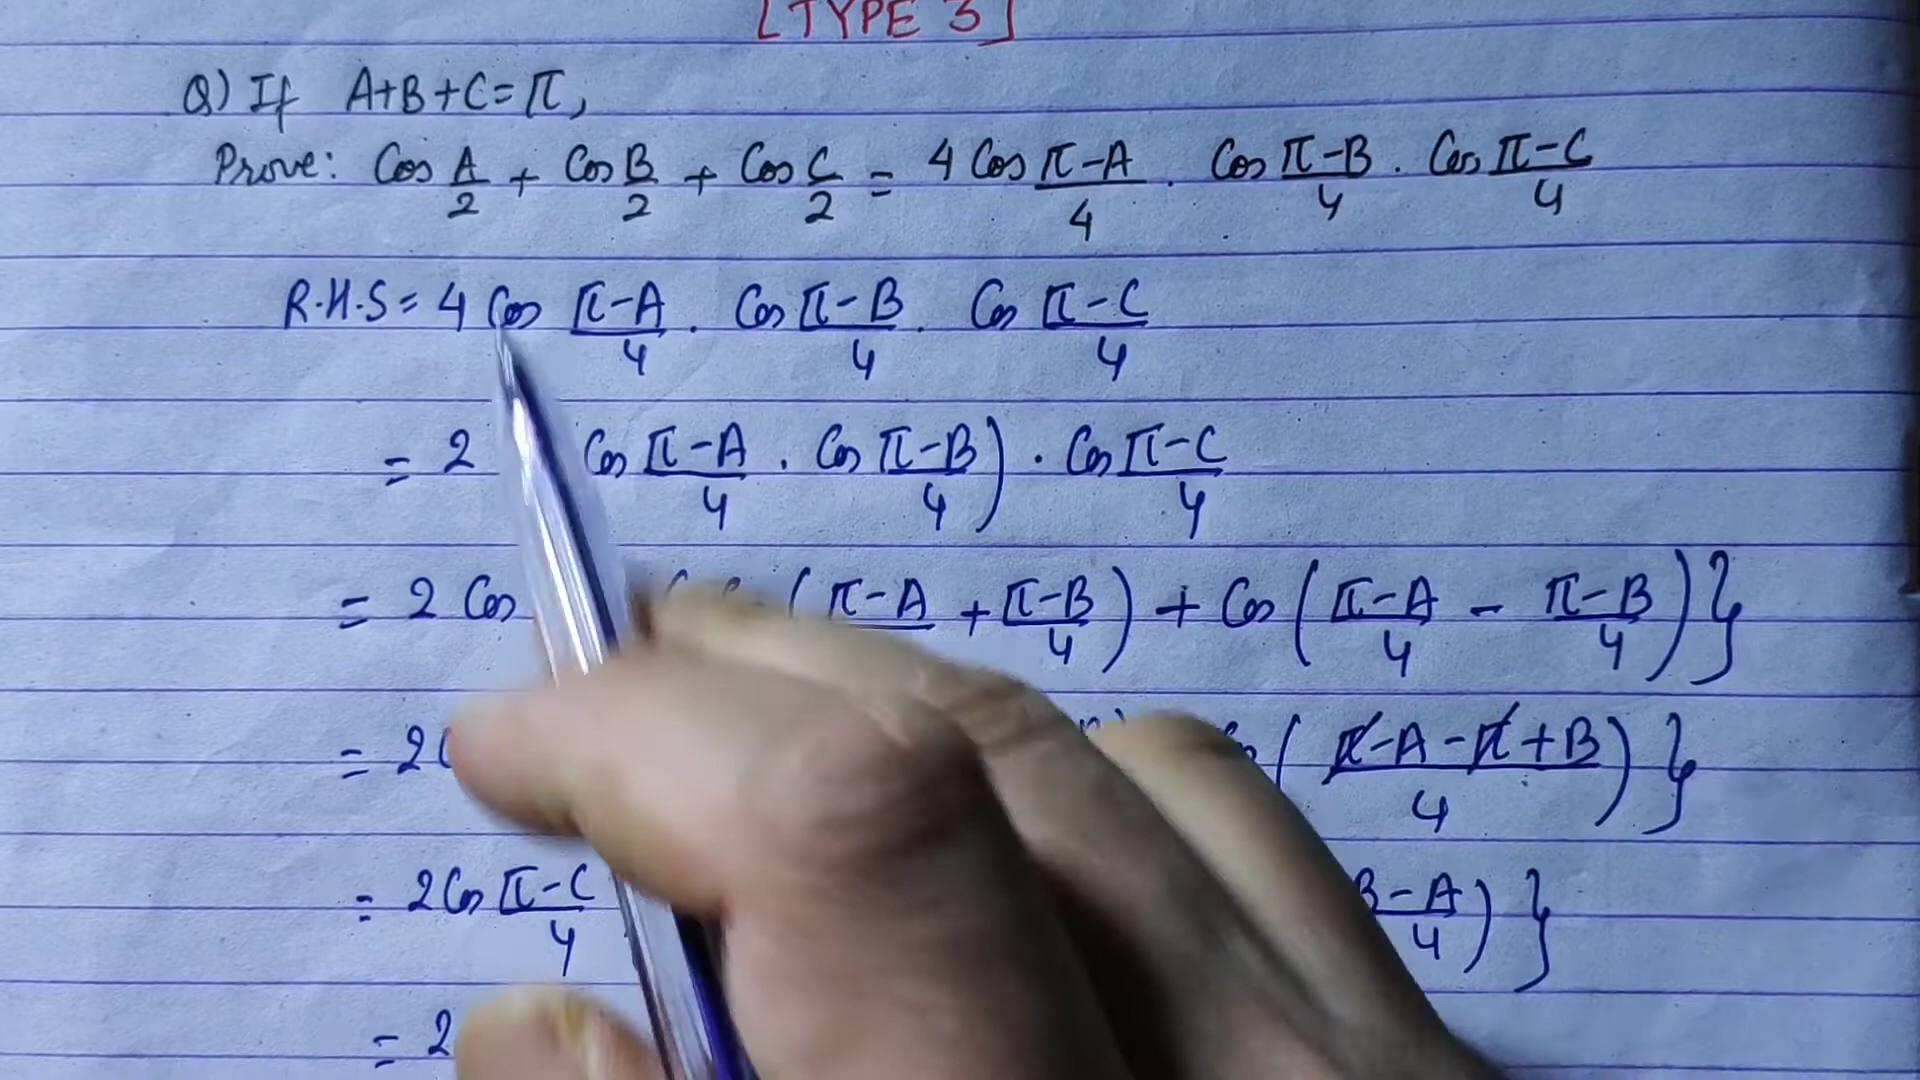 [TYPE 3]
Q) If A+B+C=π,
Prove: Cos A/2 + Cos B/2 + Cos C/2 = 4 Cos π-A/4 . Cos π-B/4 . Cos π-C/4
R.H.S = 4 Cos π-A/4 . Cos π-B/4 . Cos π-C/4
= 2 Cos π-A/4 . Cos π-B/4 ) . Cos π-C/4
= 2 Cos ( π-A + π-B/4 ) + Cos ( π-A/4 - π-B/4 ) }
= 2 ( π-A-π+B/4 ) }
= 2 Cos π-C/4 B-A/4 ) }
= 2